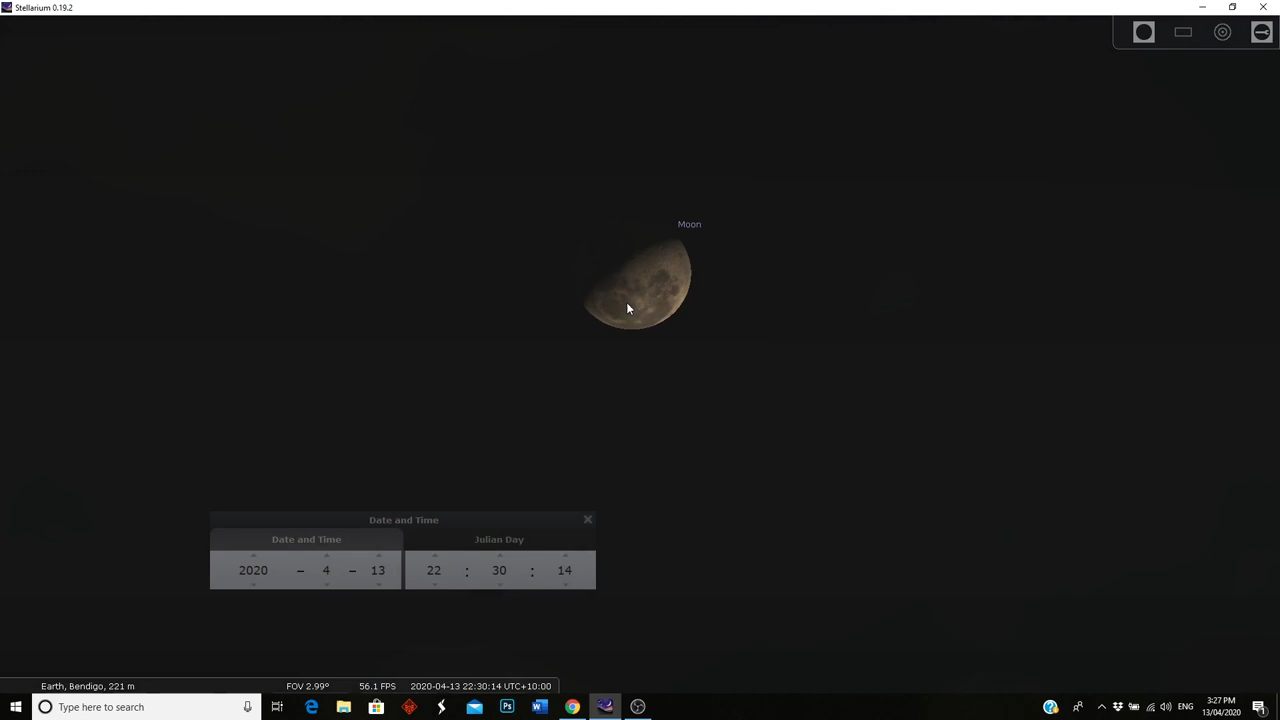 Stellarium 0.19.2
Moon
Date and Time
Date and Time Julian Day
2020 - 4 - 13 22 : 30 : 14
Earth, Bendigo, 221 m FOV 2.99° 56.1 FPS 2020-04-13 22:30:14 UTC+10:00
Type here to search
ENG
3:27 PM
13/04/2020